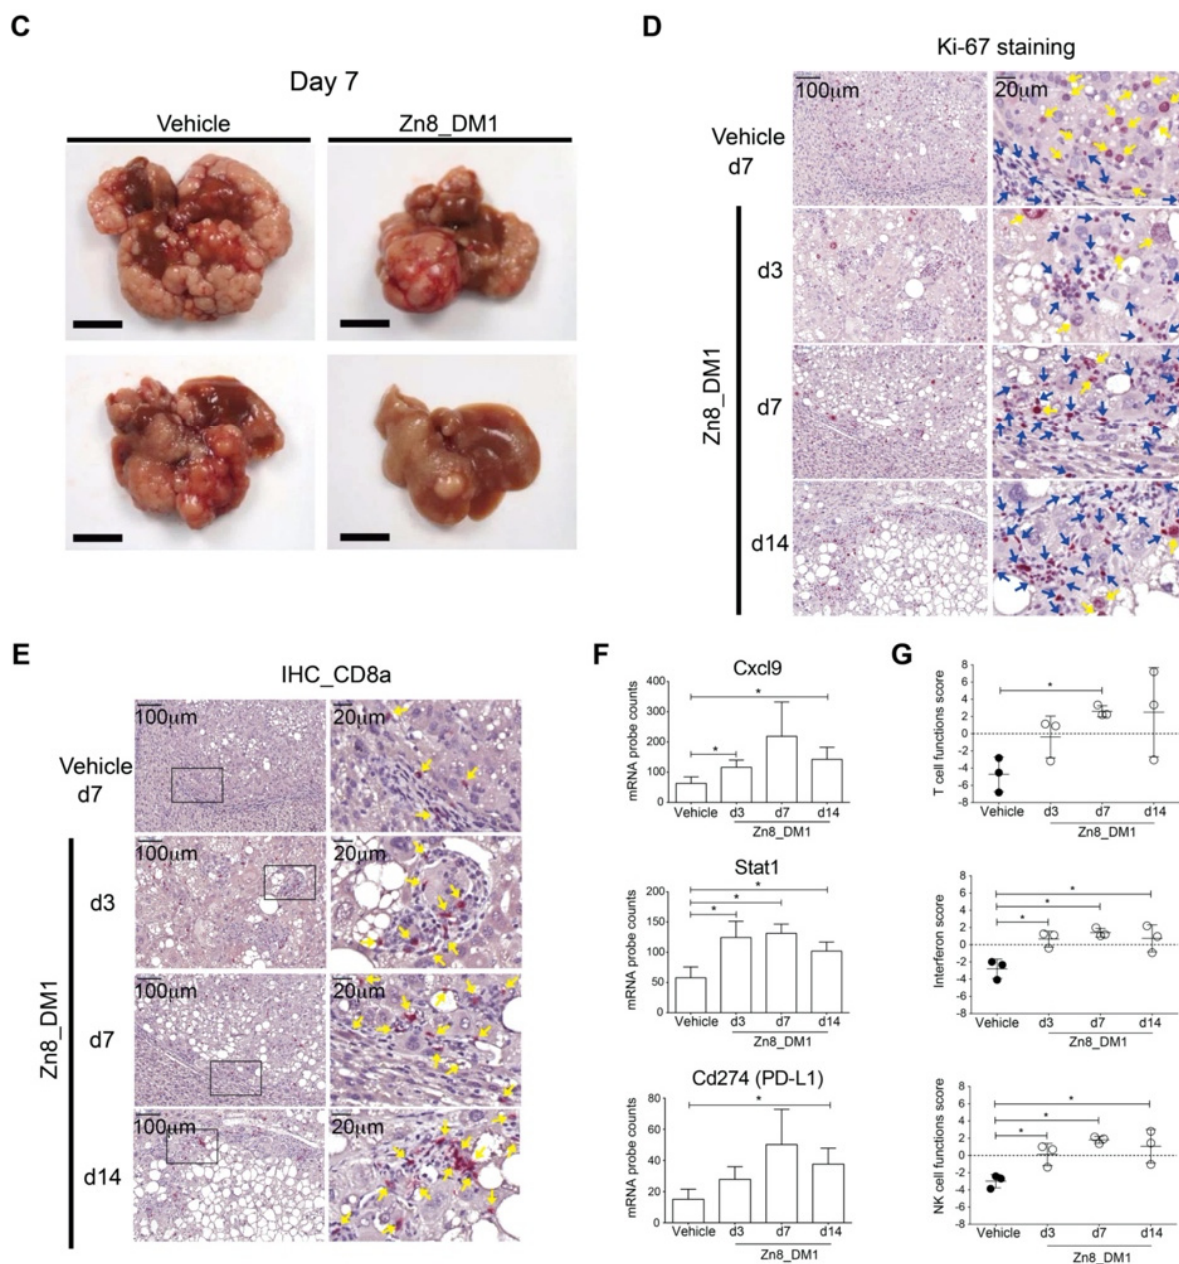 C
Day 7
Vehicle
Zn8_DM1
D
Ki-67 staining
100μm
20μm
Vehicle
d7
d3
d7
d14
Zn8_DM1
E
IHC_CD8a
100μm
20μm
Vehicle
d7
100μm
20μm
d3
100μm
20μm
d7
100μm
20μm
d14
Zn8_DM1
F
Cxcl9
400
300
200
100
0
mRNA probe counts
*
*
Vehicle d3 d7 d14
Zn8_DM1
Stat1
200
150
100
50
0
mRNA probe counts
*
*
*
Vehicle d3 d7 d14
Zn8_DM1
Cd274 (PD-L1)
80
60
40
20
0
mRNA probe counts
*
Vehicle d3 d7 d14
Zn8_DM1
G
8
6
4
2
0
-2
-4
-6
-8
T cell functions score
*
Vehicle d3 d7 d14
Zn8_DM1
8
6
4
2
0
-2
-4
-6
-8
Interferon score
*
*
*
Vehicle d3 d7 d14
Zn8_DM1
8
6
4
2
0
-2
-4
-6
-8
NK cell functions score
*
*
*
Vehicle d3 d7 d14
Zn8_DM1